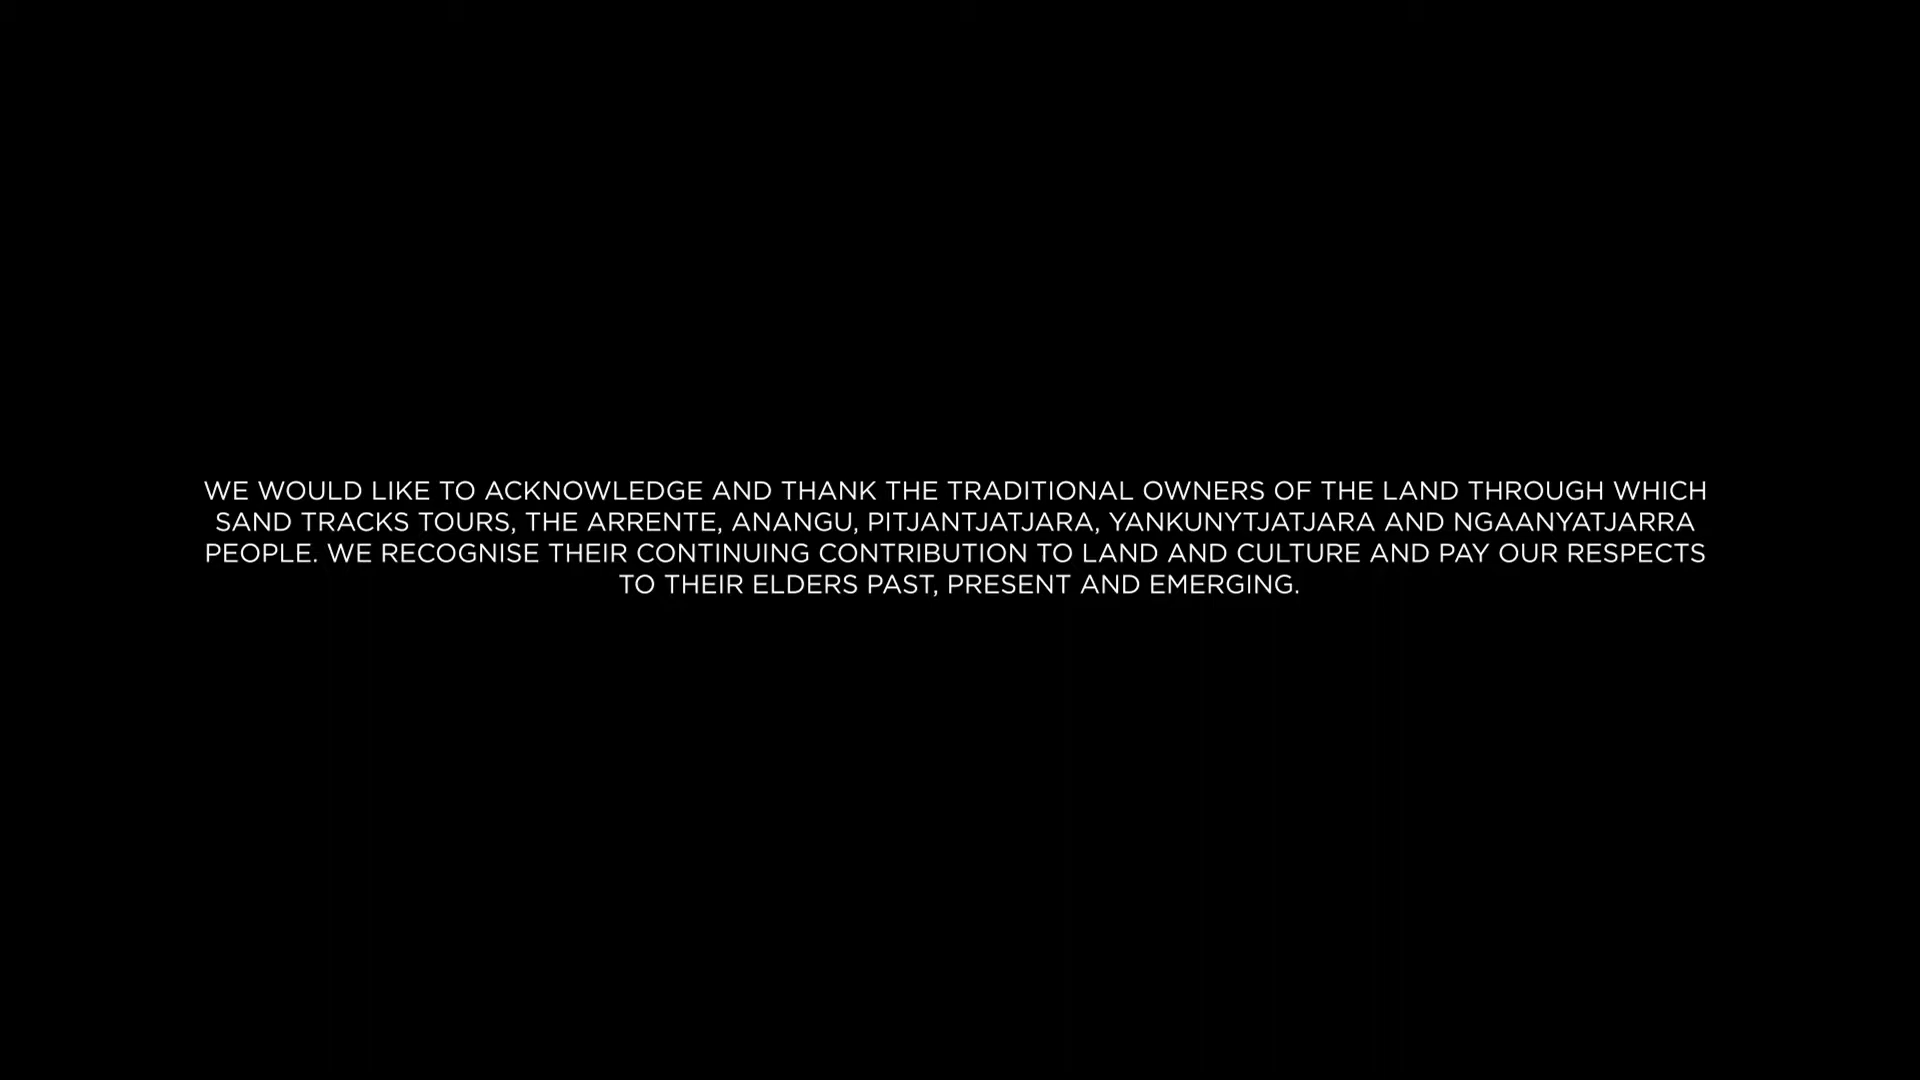 WE WOULD LIKE TO ACKNOWLEDGE AND THANK THE TRADITIONAL OWNERS OF THE LAND THROUGH WHICH
SAND TRACKS TOURS, THE ARRENTE, ANANGU, PITJANTJATJARA, YANKUNYTJATJARA AND NGAANYATJARRA
PEOPLE. WE RECOGNISE THEIR CONTINUING CONTRIBUTION TO LAND AND CULTURE AND PAY OUR RESPECTS
TO THEIR ELDERS PAST, PRESENT AND EMERGING.